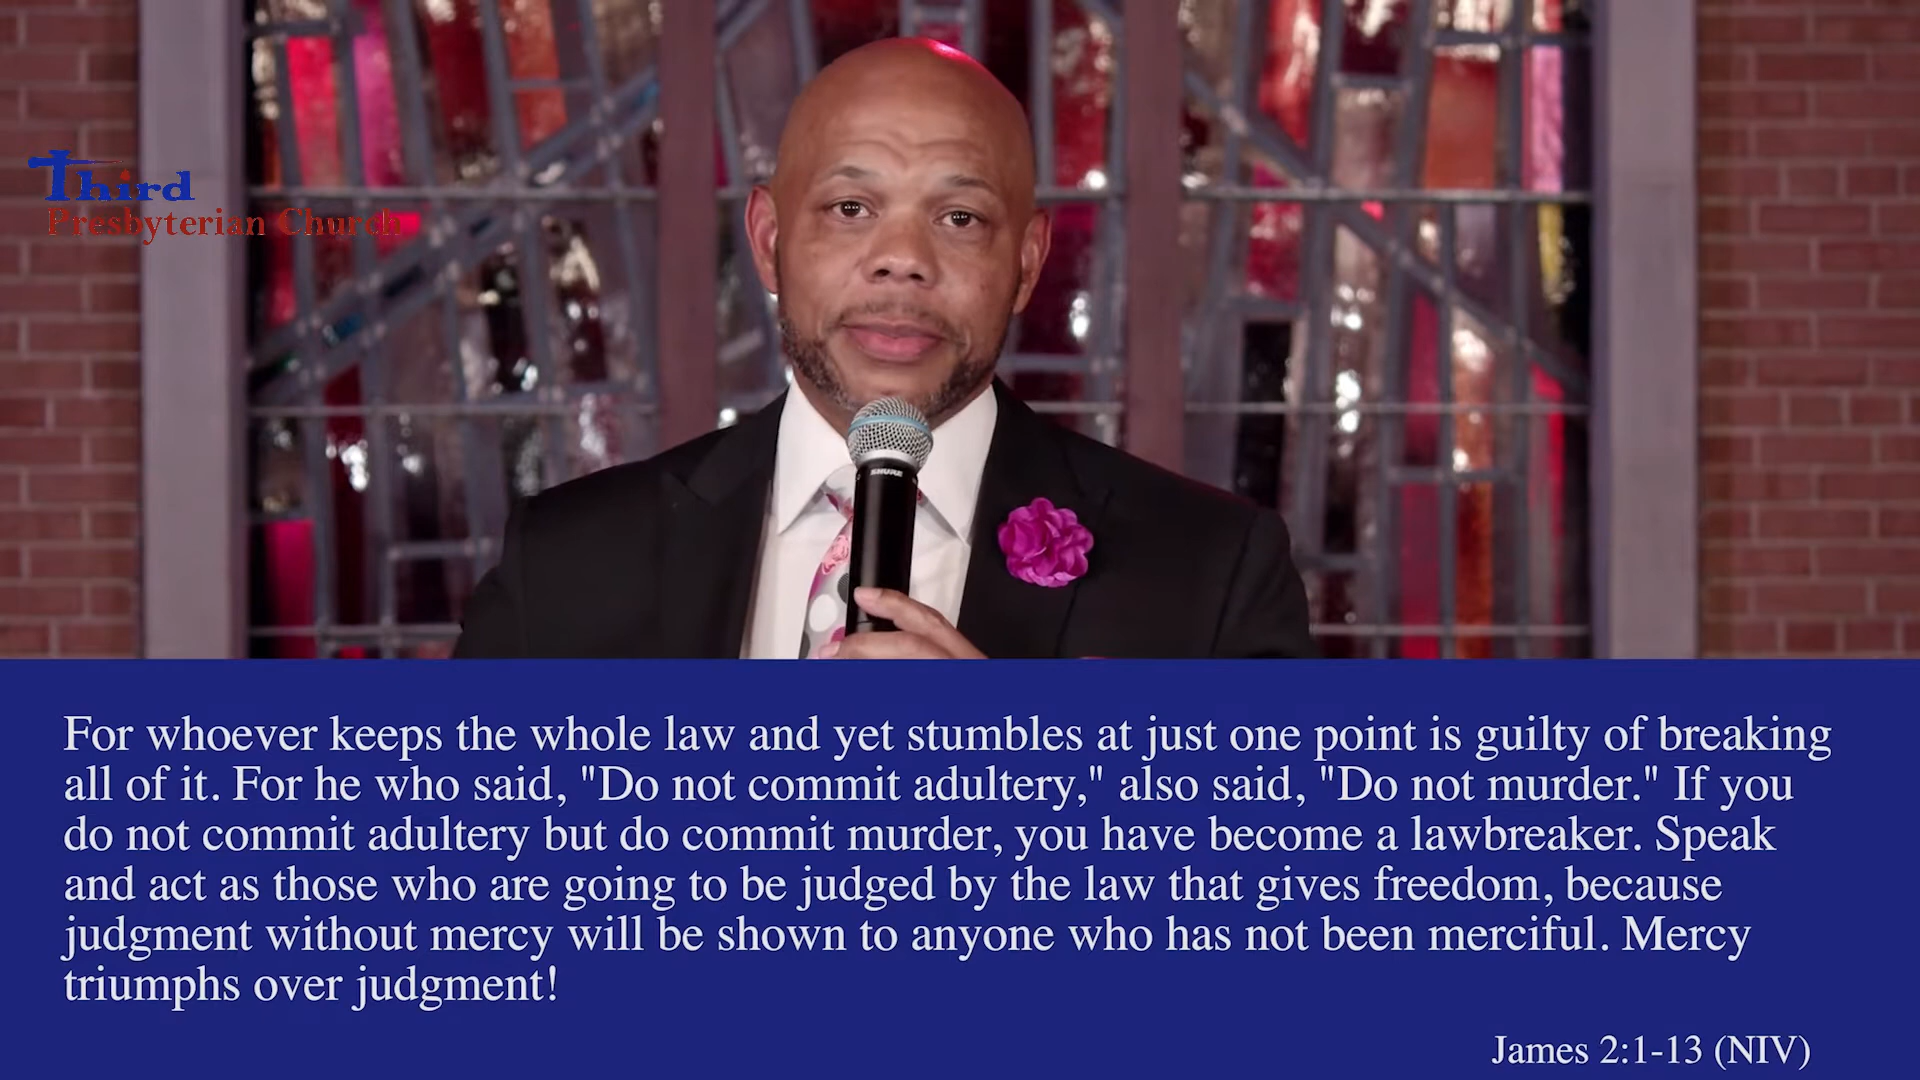 Third
Presbyterian Church
SHURE
For whoever keeps the whole law and yet stumbles at just one point is guilty of breaking
all of it. For he who said, "Do not commit adultery," also said, "Do not murder." If you
do not commit adultery but do commit murder, you have become a lawbreaker. Speak
and act as those who are going to be judged by the law that gives freedom, because
judgment without mercy will be shown to anyone who has not been merciful. Mercy
triumphs over judgment!
James 2:1-13 (NIV)